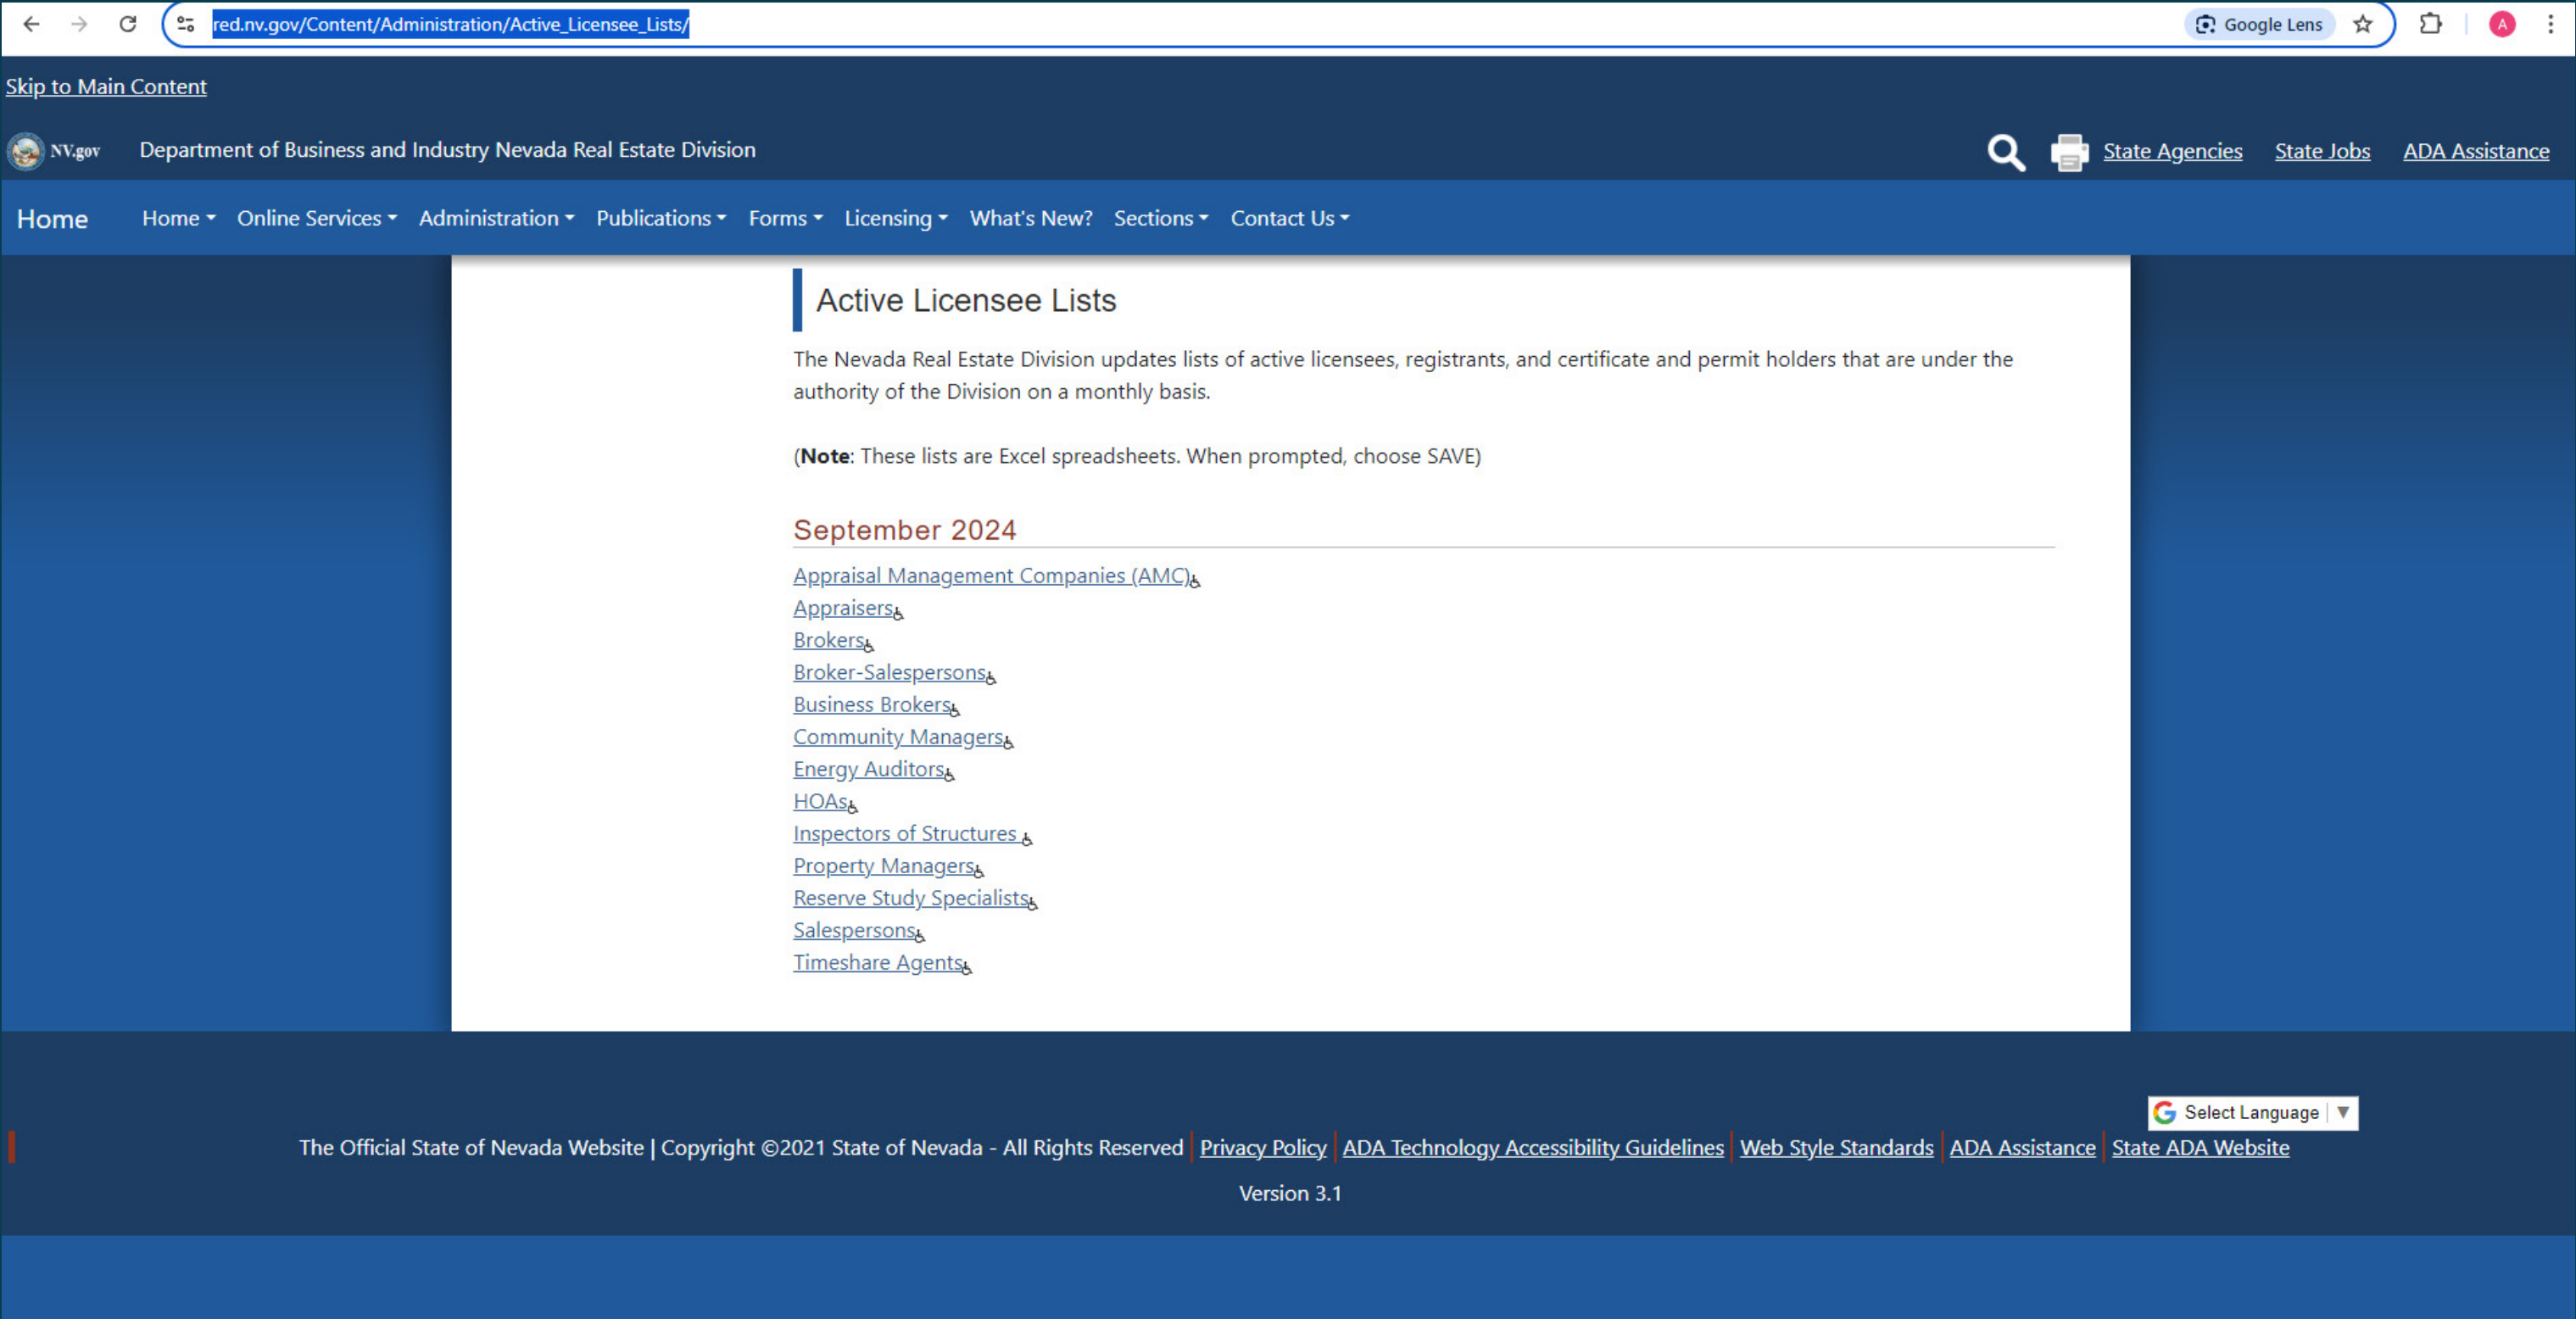 red.nv.gov/Content/Administration/Active_Licensee_Lists/
Google Lens
A
Skip to Main Content
NV.gov
Department of Business and Industry Nevada Real Estate Division
State Agencies
State Jobs
ADA Assistance
Home
Home
Online Services
Administration
Publications
Forms
Licensing
What's New?
Sections
Contact Us
Active Licensee Lists
The Nevada Real Estate Division updates lists of active licensees, registrants, and certificate and permit holders that are under the
authority of the Division on a monthly basis.
(Note: These lists are Excel spreadsheets. When prompted, choose SAVE)
September 2024
Appraisal Management Companies (AMC)
Appraisers
Brokers
Broker-Salespersons
Business Brokers
Community Managers
Energy Auditors
HOAs
Inspectors of Structures
Property Managers
Reserve Study Specialists
Salespersons
Timeshare Agents
Select Language
The Official State of Nevada Website | Copyright ©2021 State of Nevada - All Rights Reserved
Privacy Policy
ADA Technology Accessibility Guidelines
Web Style Standards
ADA Assistance
State ADA Website
Version 3.1